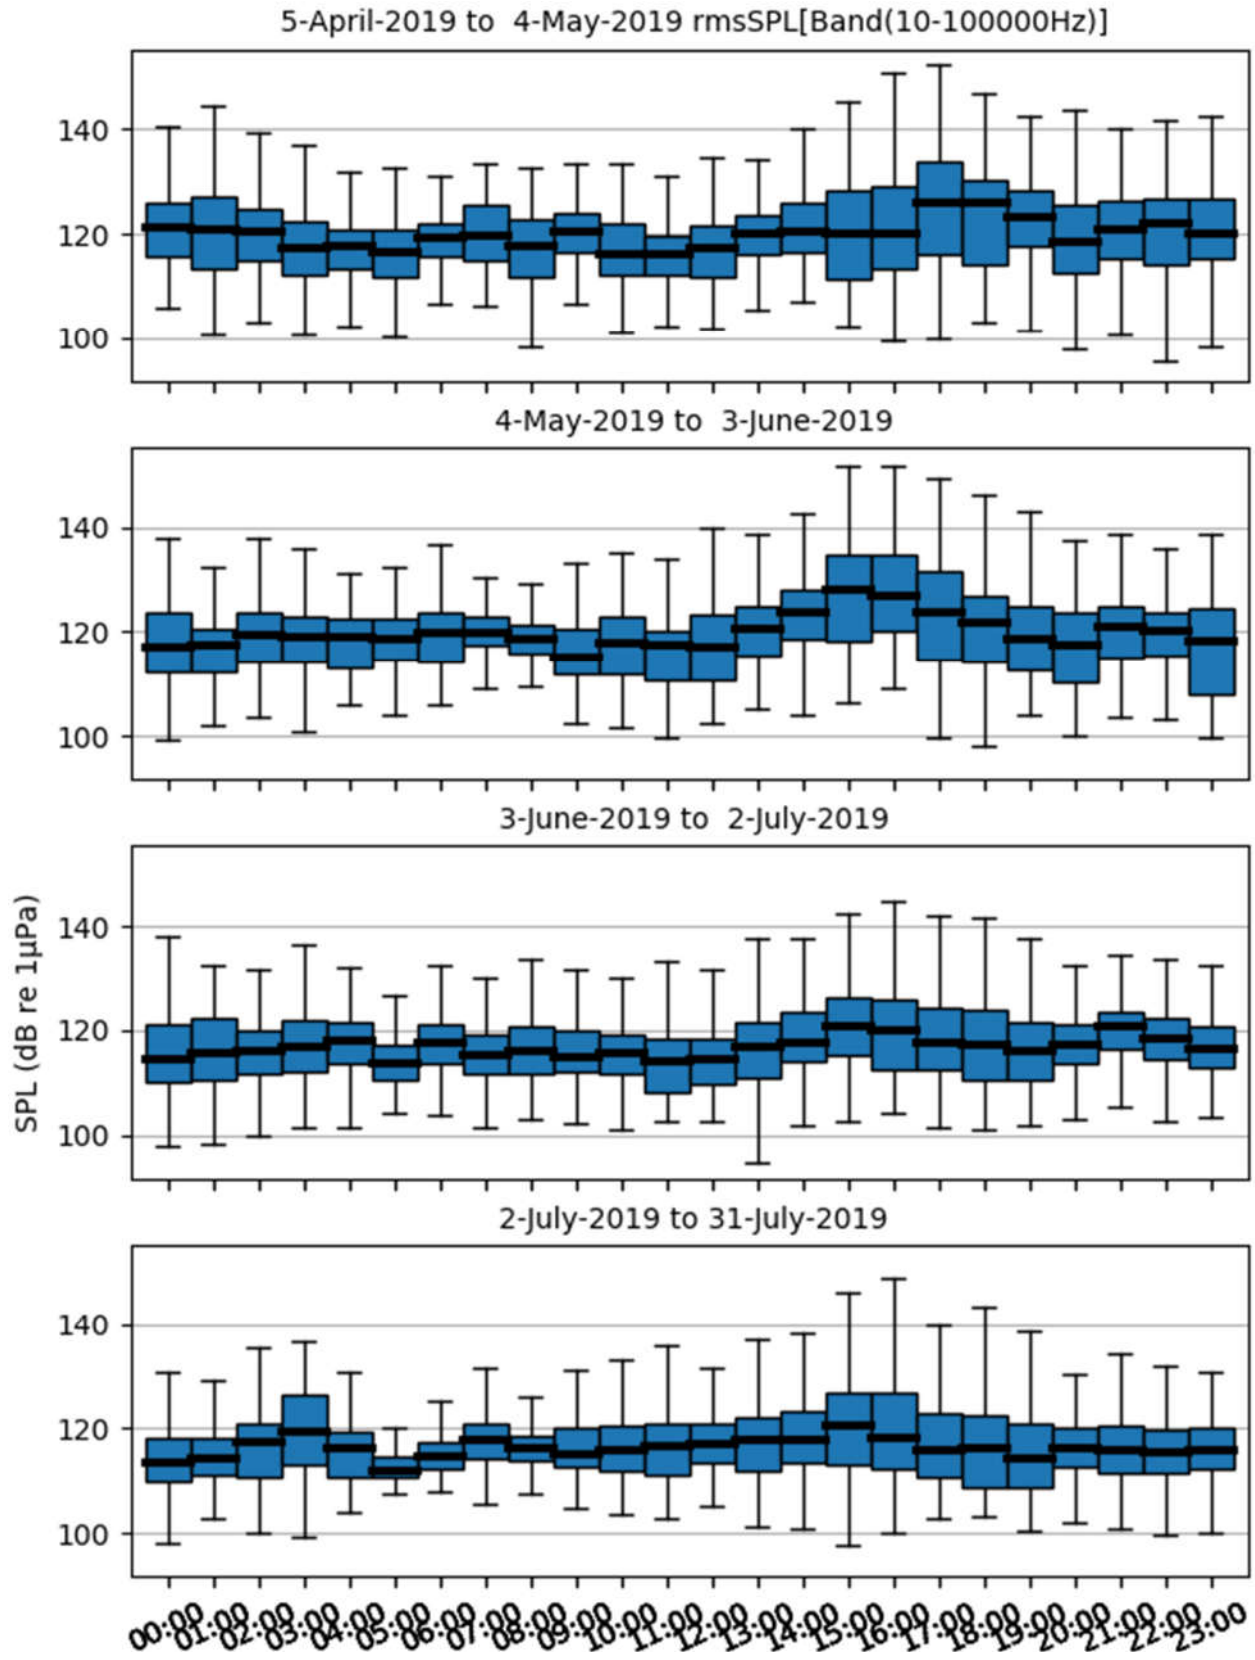 5-April-2019 to  4-May-2019 rmsSPL[Band(10-100000Hz)]
140
120
100
4-May-2019 to  3-June-2019
140
120
100
3-June-2019 to  2-July-2019
SPL (dB re 1µPa)
140
120
100
2-July-2019 to 31-July-2019
140
120
100
00:00 01:00 02:00 03:00 04:00 05:00 06:00 07:00 08:00 09:00 10:00 11:00 12:00 13:00 14:00 15:00 16:00 17:00 18:00 19:00 20:00 21:00 22:00 23:00